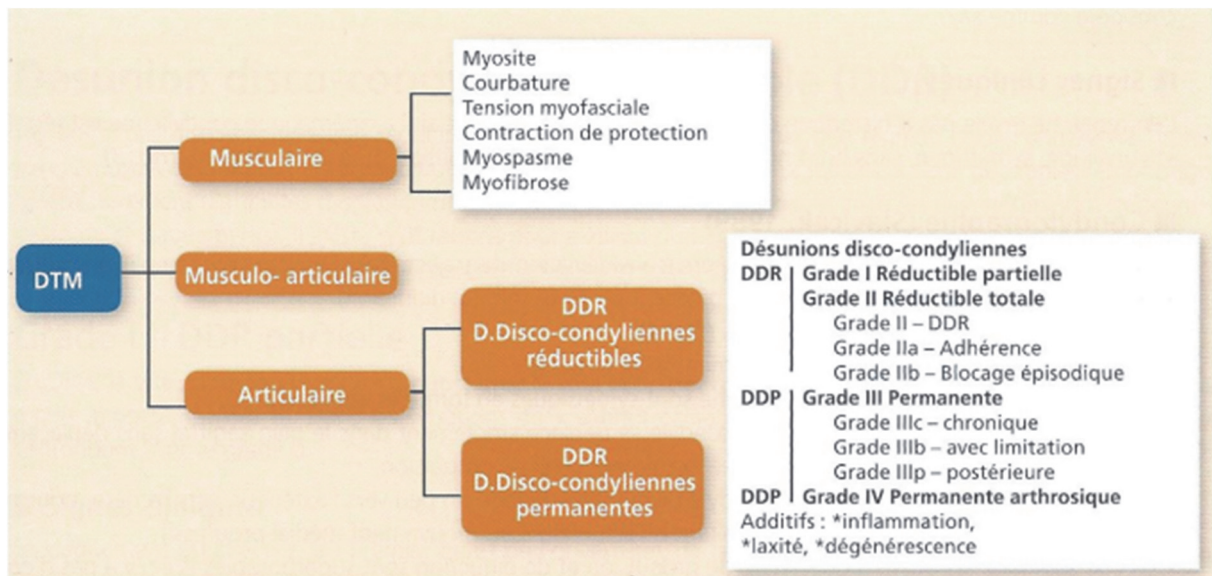 DTM
Musculaire
Myosite
Courbature
Tension myofasciale
Contraction de protection
Myospasme
Myofibrose
Musculo- articulaire
Articulaire
DDR
D.Disco-condyliennes
réductibles
DDR
D.Disco-condyliennes
permanentes
Désunions disco-condyliennes
DDR Grade I Réductible partielle
Grade II Réductible totale
Grade II – DDR
Grade IIa – Adhérence
Grade IIb – Blocage épisodique
DDP Grade III Permanente
Grade IIIc – chronique
Grade IIIb – avec limitation
Grade IIIp – postérieure
DDP Grade IV Permanente arthrosique
Additifs : *inflammation,
*laxité, *dégénérescence